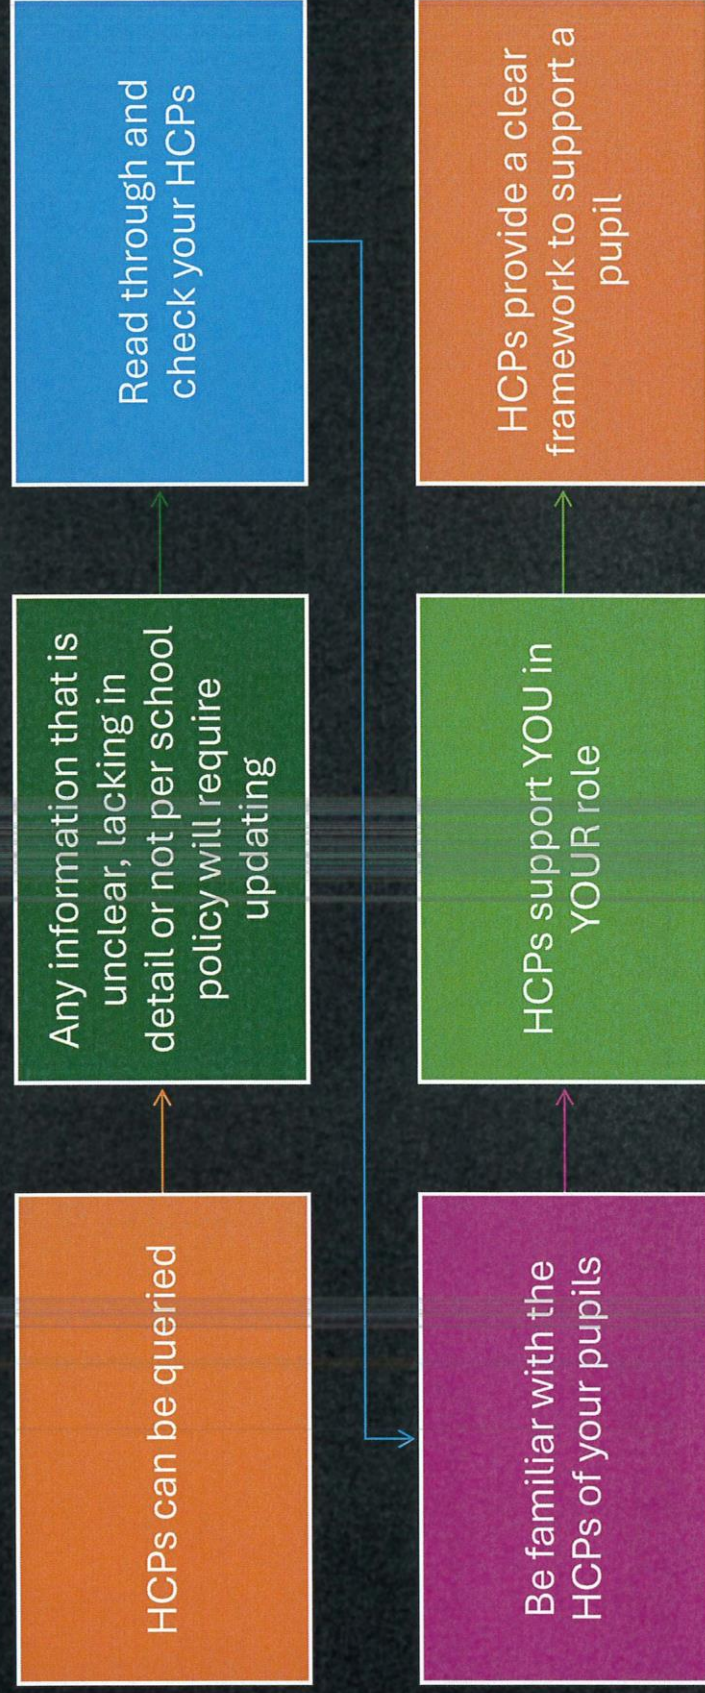 HCPs can be queried
Any information that is
unclear, lacking in
detail or not per school
policy will require
updating
Read through and
check your HCPs
Be familiar with the
HCPs of your pupils
HCPs support YOU in
YOUR role
HCPs provide a clear
framework to support a
pupil